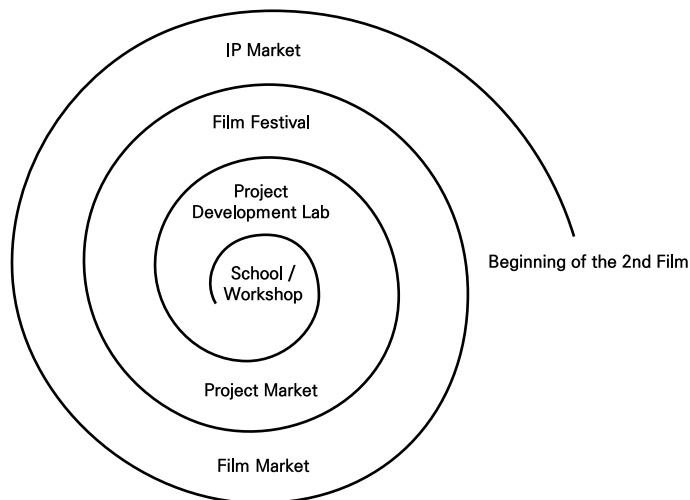 IP Market
Film Festival
Project
Development Lab
School /
Workshop
Beginning of the 2nd Film
Project Market
Film Market